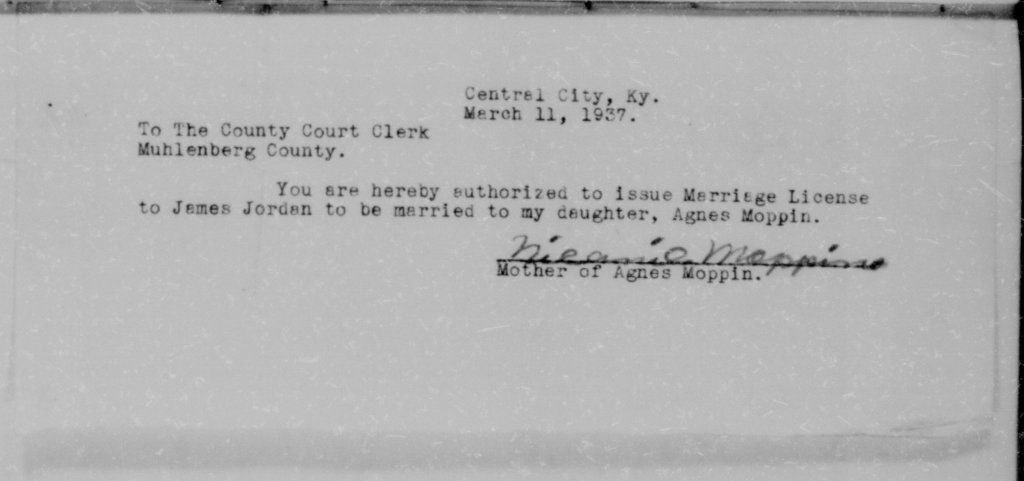 Central City, Ky.
March 11, 1937.
To The County Court Clerk
Muhlenberg County.
You are hereby authorized to issue Marriage License
to James Jordan to be married to my daughter, Agnes Moppin.
Moppins
Mother of Agnes Moppin.